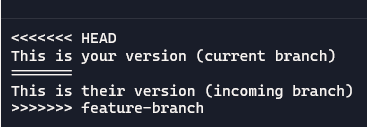 <<<<<<< HEAD
This is your version (current branch)
=======
This is their version (incoming branch)
>>>>>>> feature-branch